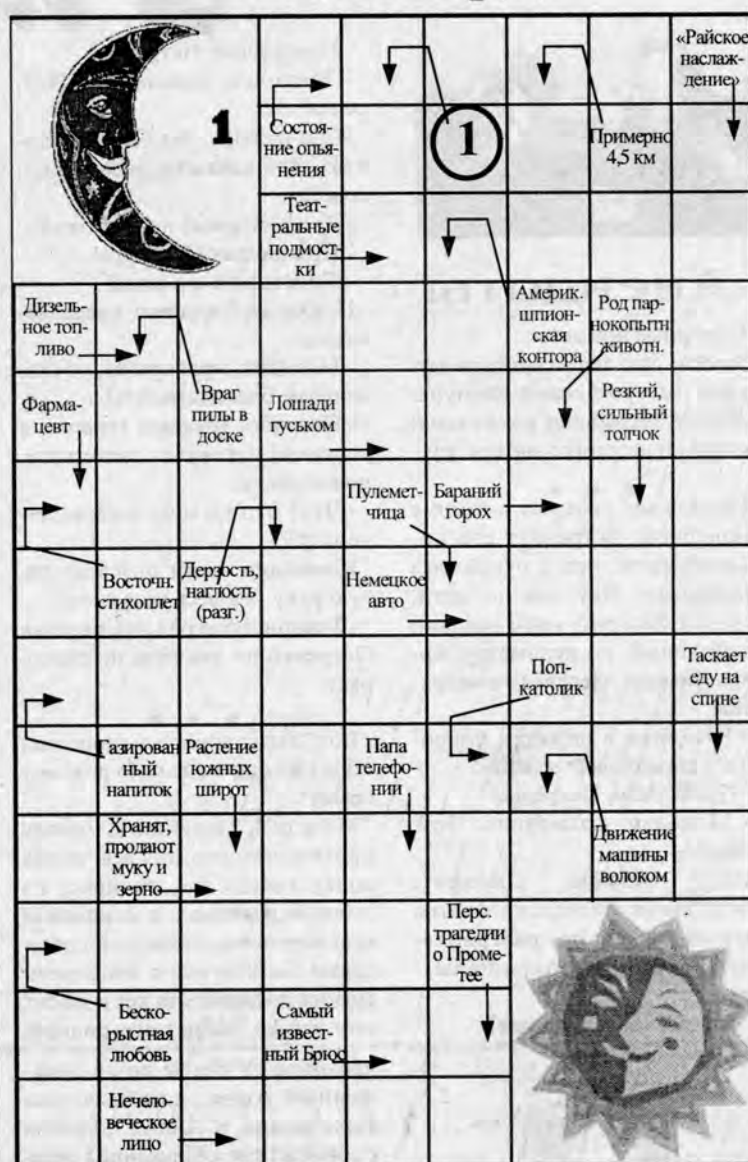 «Райское
наслаж-
дение»
1
Состоя-
ние опья-
нения
1
Примерно
4,5 км
Теат-
ральные
подмост-
ки
Дизель-
ное топ-
ливо
Америк.
шпион-
ская
контора
Род пар-
нокопытн.
животн.
Фарма-
цевт
Враг
пилы в
доске
Лошади
гуськом
Резкий,
сильный
толчок
Пулемет-
чица
Бараний
горох
Восточн.
стихоплет
Дерзость,
наглость
(разг.)
Немецкое
авто
Поп-
католик
Таскает
еду на
спине
Газирован
ный
напиток
Растение
южных
широт
Папа
телефо-
нии
Хранят,
продают
муку и
зерно
Движение
машины
волоком
Перс.
трагедии
о Проме-
тее
Беско-
рыстная
любовь
Самый
извест-
ный Брюс
Нечело-
веческое
лицо